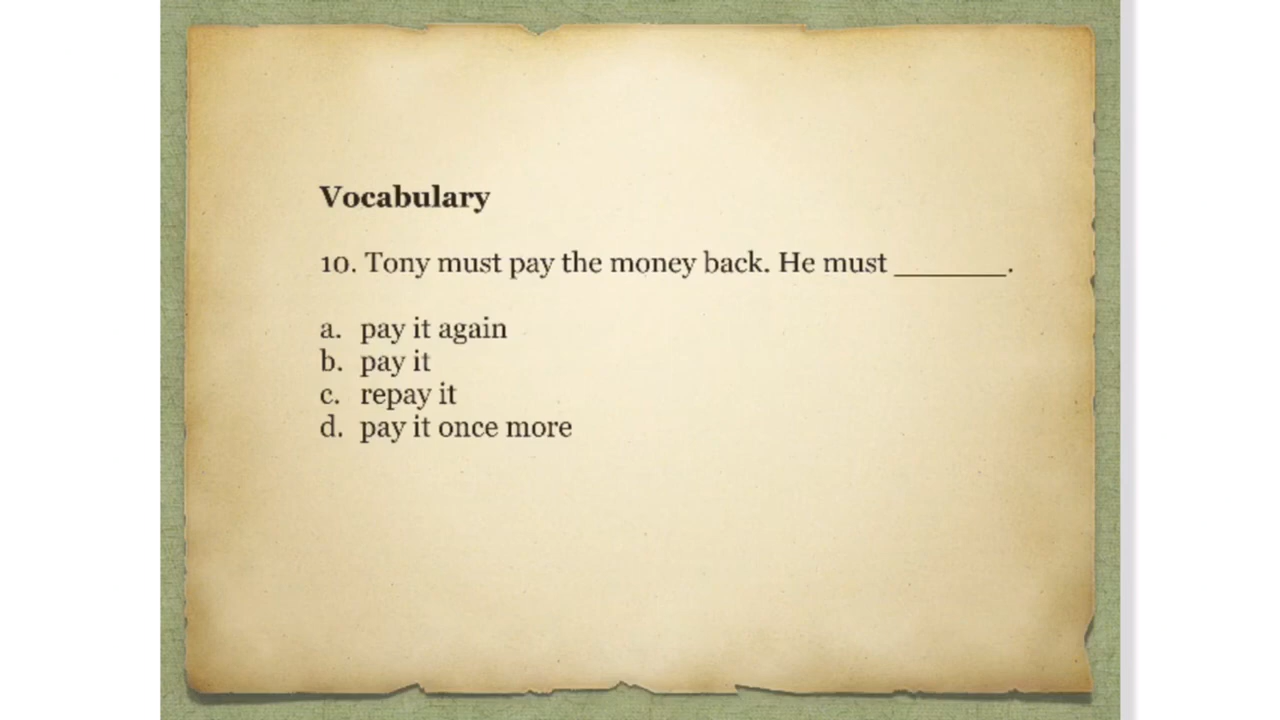 Vocabulary
10. Tony must pay the money back. He must ________.
a. pay it again
b. pay it
c. repay it
d. pay it once more